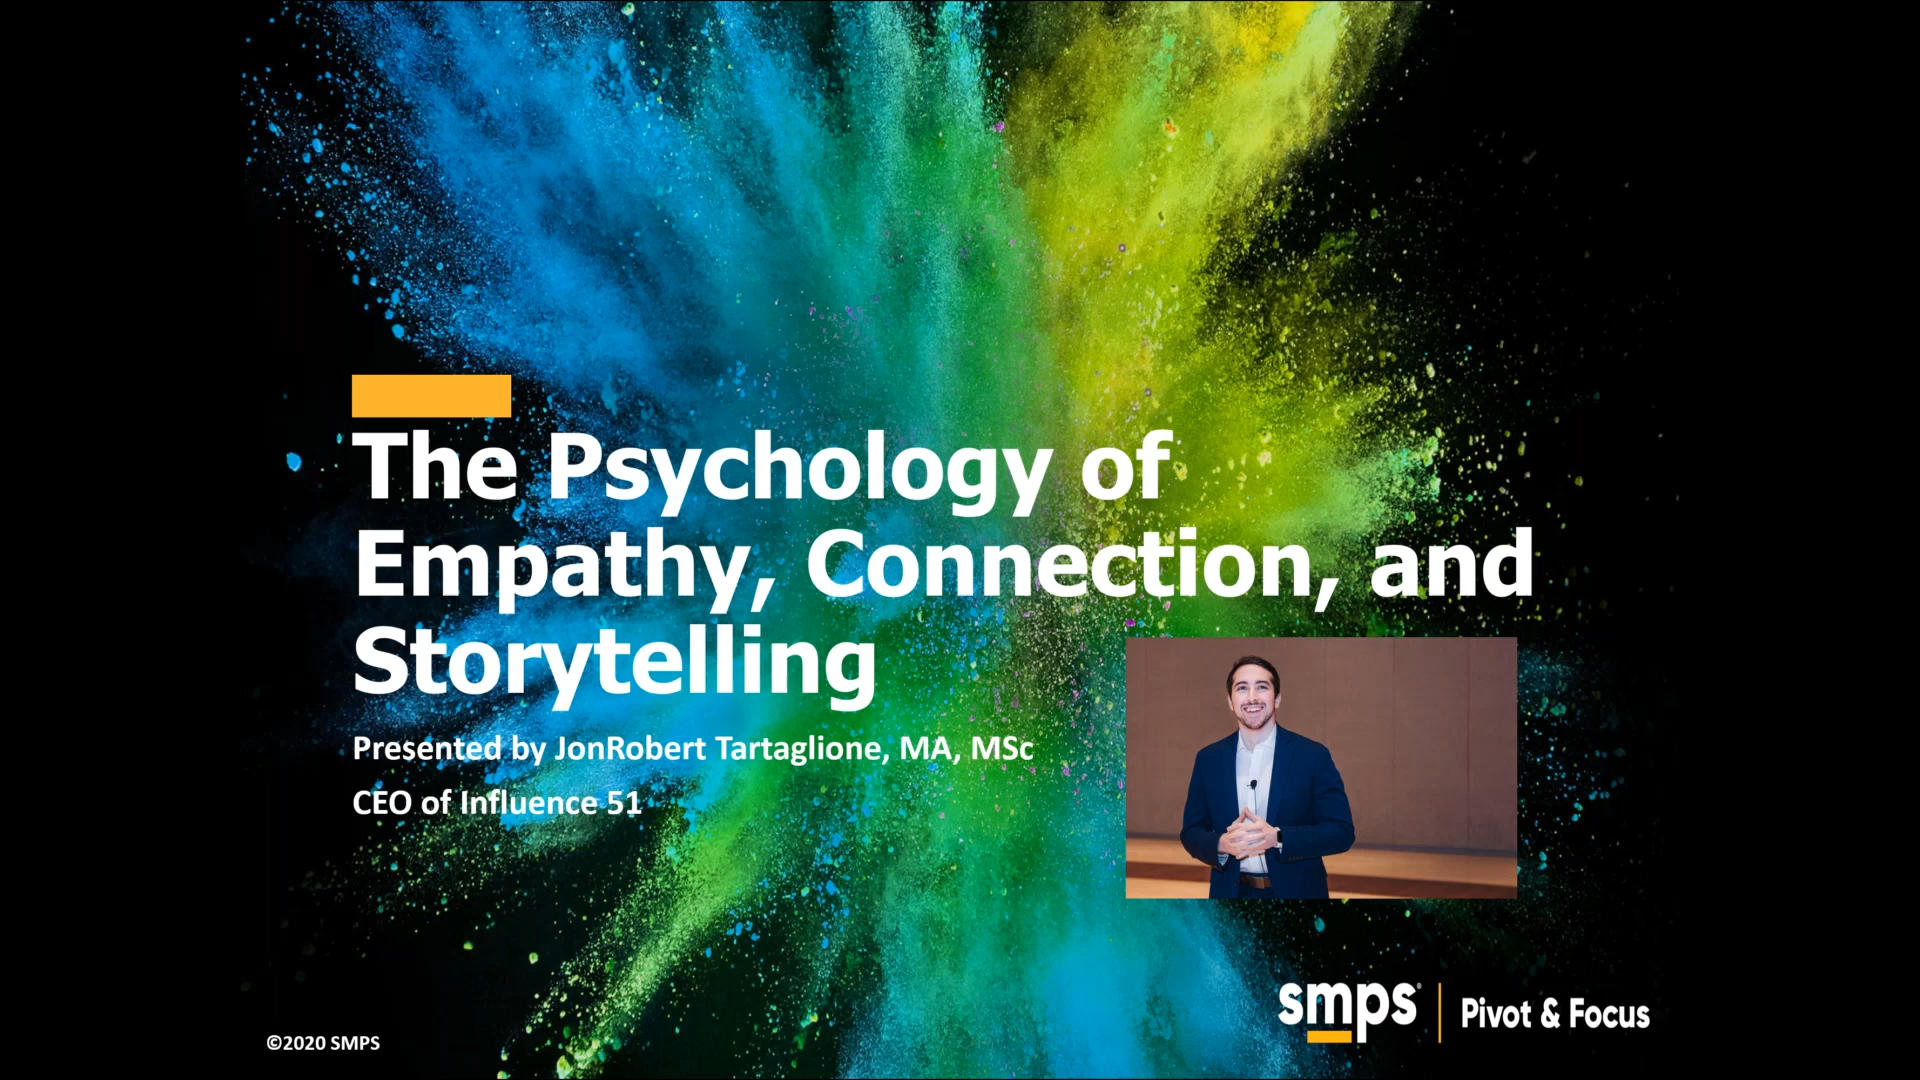 The Psychology of
Empathy, Connection, and
Storytelling
Presented by JonRobert Tartaglione, MA, MSc
CEO of Influence 51
smps® | Pivot & Focus
©2020 SMPS